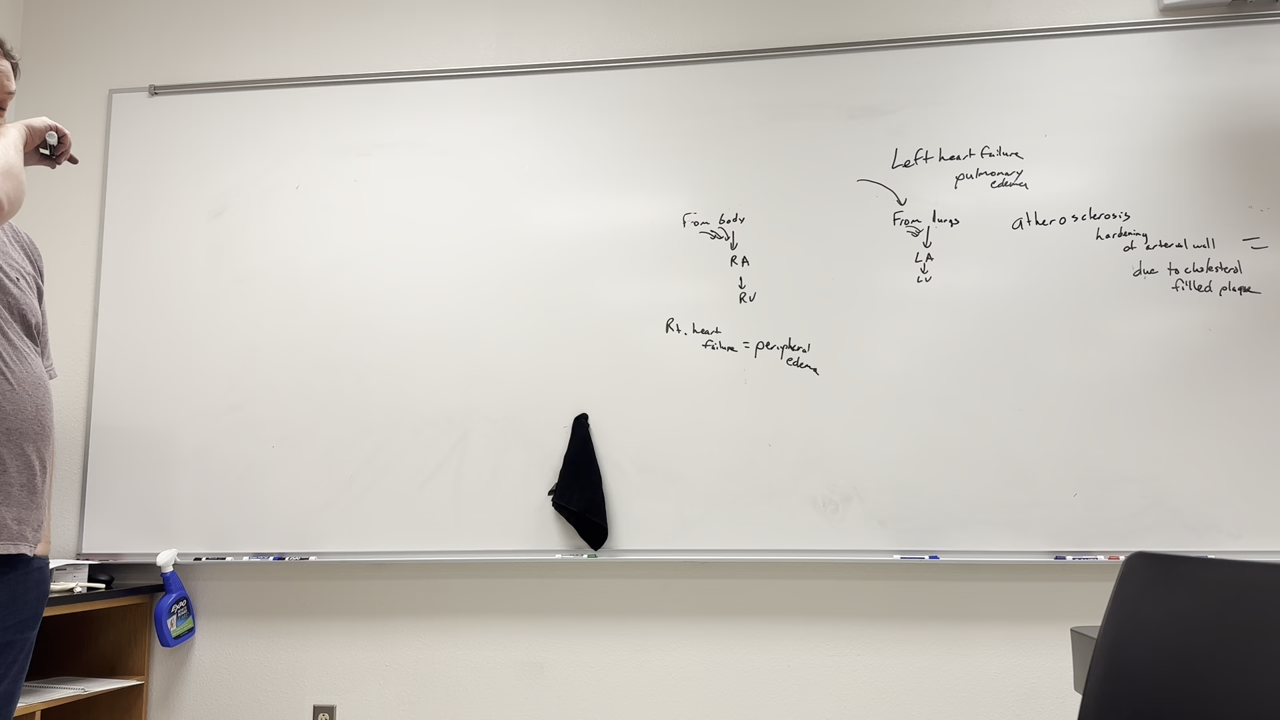 Left heart failure
pulmonary
edema
From body
RA
RV
From lungs
LA
LV
atherosclerosis
hardening
of arterial wall
due to cholesterol
filled plaque
=
Rt. heart
failure = peripheral
edema
EXPO